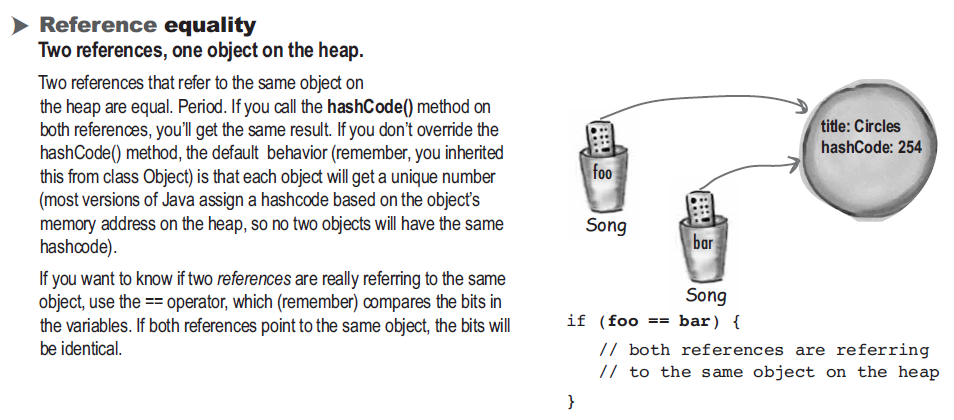 Reference equality
Two references, one object on the heap.
Two references that refer to the same object on
the heap are equal. Period. If you call the hashCode() method on
both references, you’ll get the same result. If you don’t override the
hashCode() method, the default behavior (remember, you inherited
this from class Object) is that each object will get a unique number
(most versions of Java assign a hashcode based on the object’s
memory address on the heap, so no two objects will have the same
hashcode).
If you want to know if two references are really referring to the same
object, use the == operator, which (remember) compares the bits in
the variables. If both references point to the same object, the bits will
be identical.
title: Circles
hashCode: 254
foo
Song
bar
Song
if (foo == bar) {
// both references are referring
// to the same object on the heap
}